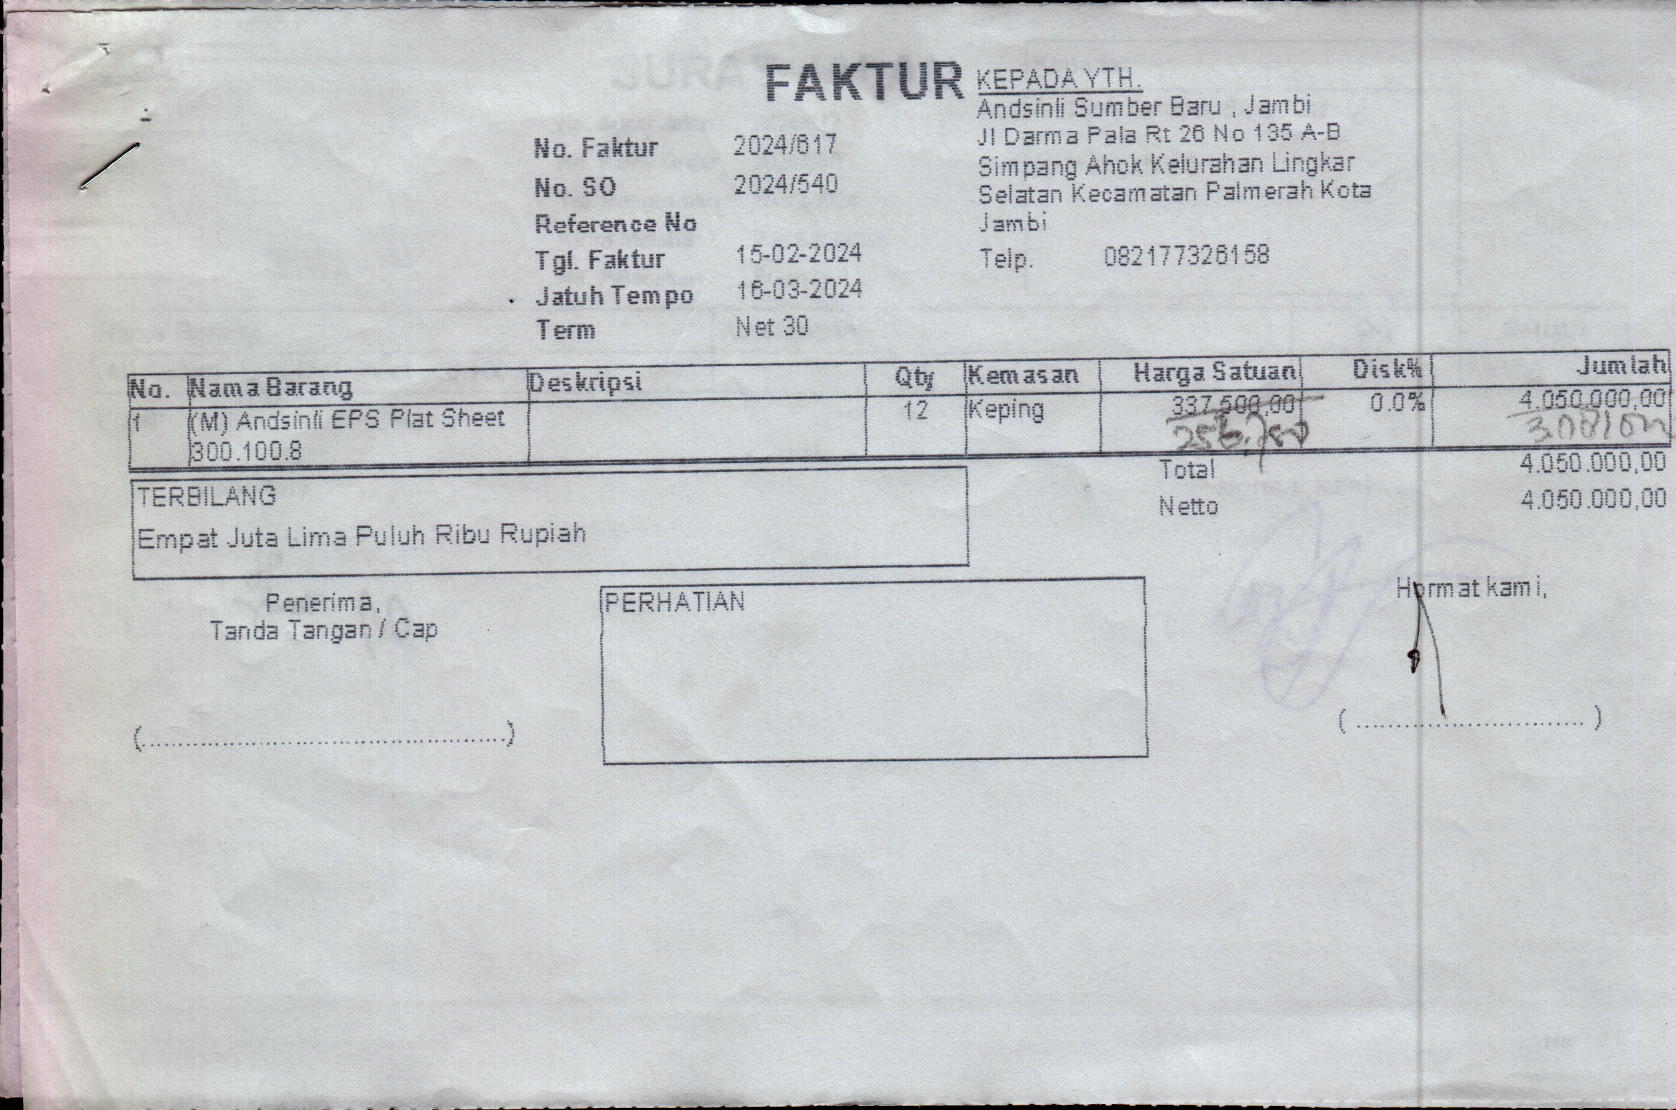 FAKTUR
KEPADA YTH.
Andsinli Sumber Baru , Jambi
Jl Darma Pala Rt 26 No 135 A-B
Simpang Ahok Kelurahan Lingkar
Selatan Kecamatan Palmerah Kota
Jambi
Telp. 082177326158
No. Faktur 2024/617
No. SO 2024/540
Reference No
Tgl. Faktur 15-02-2024
Jatuh Tempo 16-03-2024
Term Net 30
No. Nama Barang Deskripsi Qty Kemasan Harga Satuan Disk% Jumlah
1 (M) Andsinli EPS Plat Sheet 12 Keping 337.500,00 0.0% 4.050.000,00
300.100.8 256.750
Total 4.050.000,00
Netto 4.050.000,00
TERBILANG
Empat Juta Lima Puluh Ribu Rupiah
Penerima,
Tanda Tangan / Cap
(................................................)
PERHATIAN
Hormat kami,
(.............................)